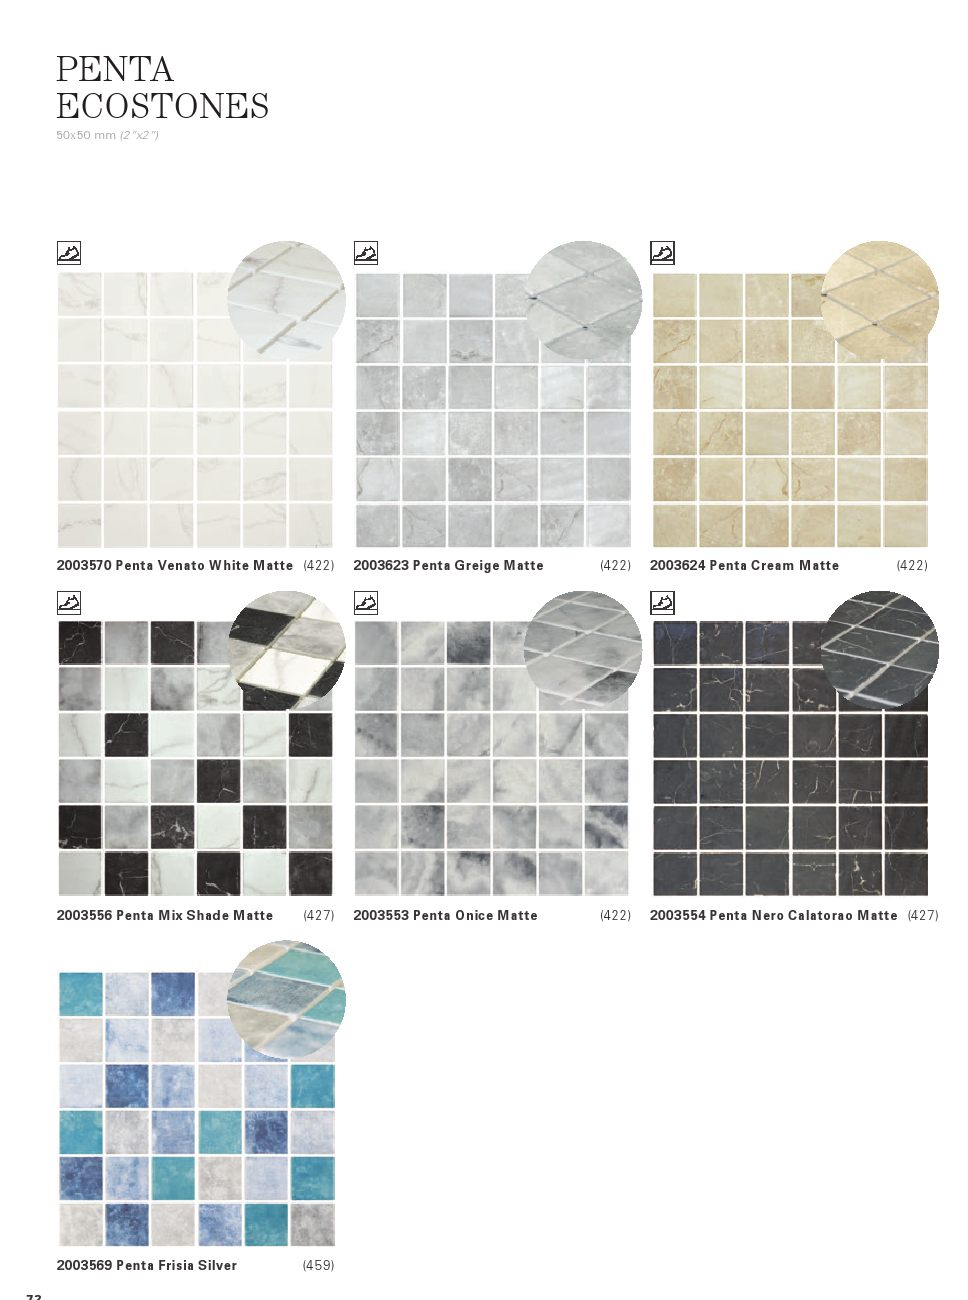 PENTA
ECOSTONES
50x50 mm (2"x2")
2003570 Penta Venato White Matte (422)
2003623 Penta Greige Matte (422)
2003624 Penta Cream Matte (422)
2003556 Penta Mix Shade Matte (427)
2003553 Penta Onice Matte (422)
2003554 Penta Nero Calatorao Matte (427)
2003569 Penta Frisia Silver (459)